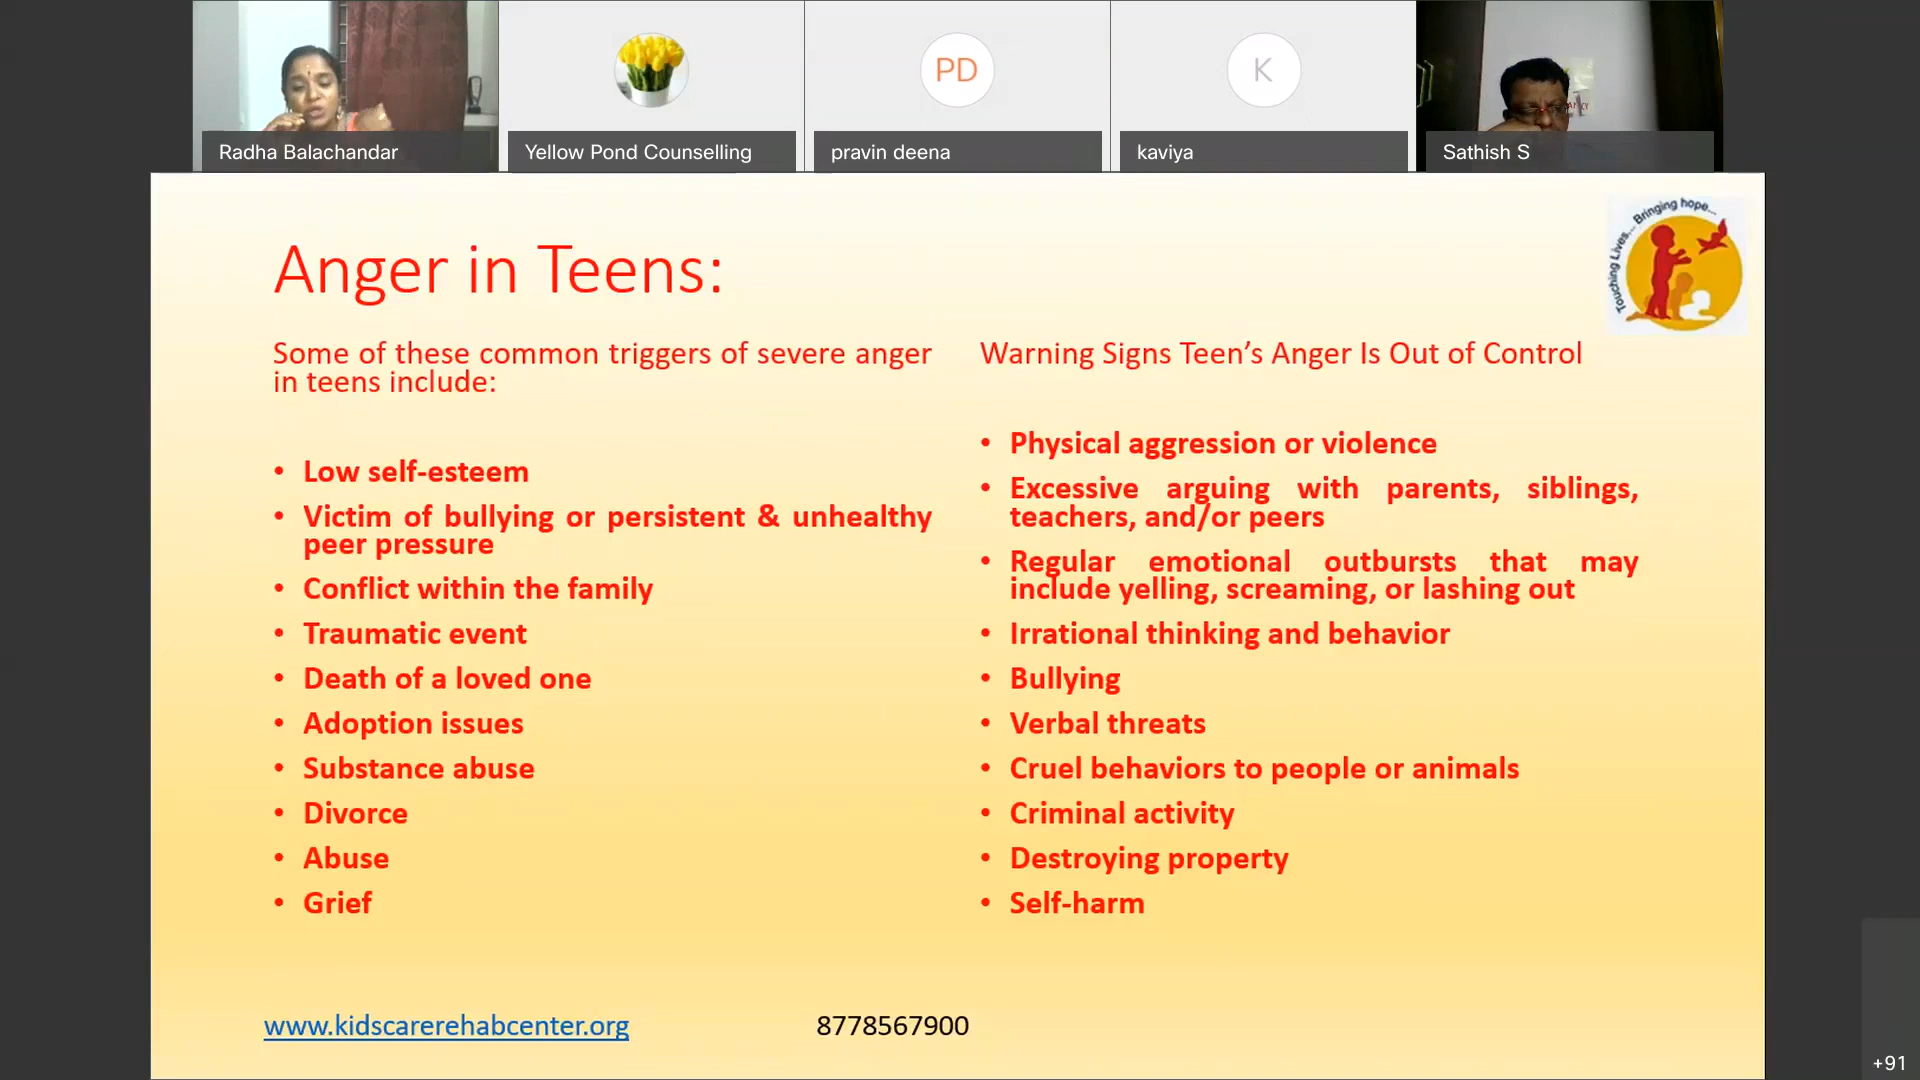 Radha Balachandar
Yellow Pond Counselling
PD
pravin deena
K
kaviya
Sathish S
Touching Lives... Bringing hope...
Anger in Teens:
Some of these common triggers of severe anger
in teens include:
• Low self-esteem
• Victim of bullying or persistent & unhealthy
peer pressure
• Conflict within the family
• Traumatic event
• Death of a loved one
• Adoption issues
• Substance abuse
• Divorce
• Abuse
• Grief
Warning Signs Teen’s Anger Is Out of Control
• Physical aggression or violence
• Excessive arguing with parents, siblings,
teachers, and/or peers
• Regular emotional outbursts that may
include yelling, screaming, or lashing out
• Irrational thinking and behavior
• Bullying
• Verbal threats
• Cruel behaviors to people or animals
• Criminal activity
• Destroying property
• Self-harm
www.kidscarerehabcenter.org
8778567900
+91